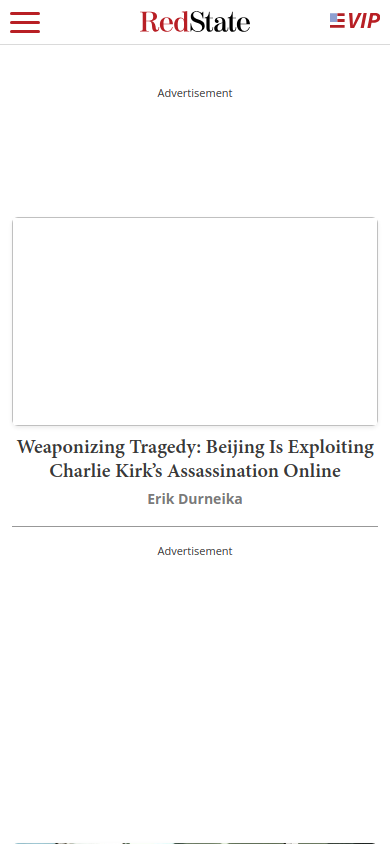 RedState
VIP
Advertisement
Weaponizing Tragedy: Beijing Is Exploiting
Charlie Kirk’s Assassination Online
Erik Durneika
Advertisement